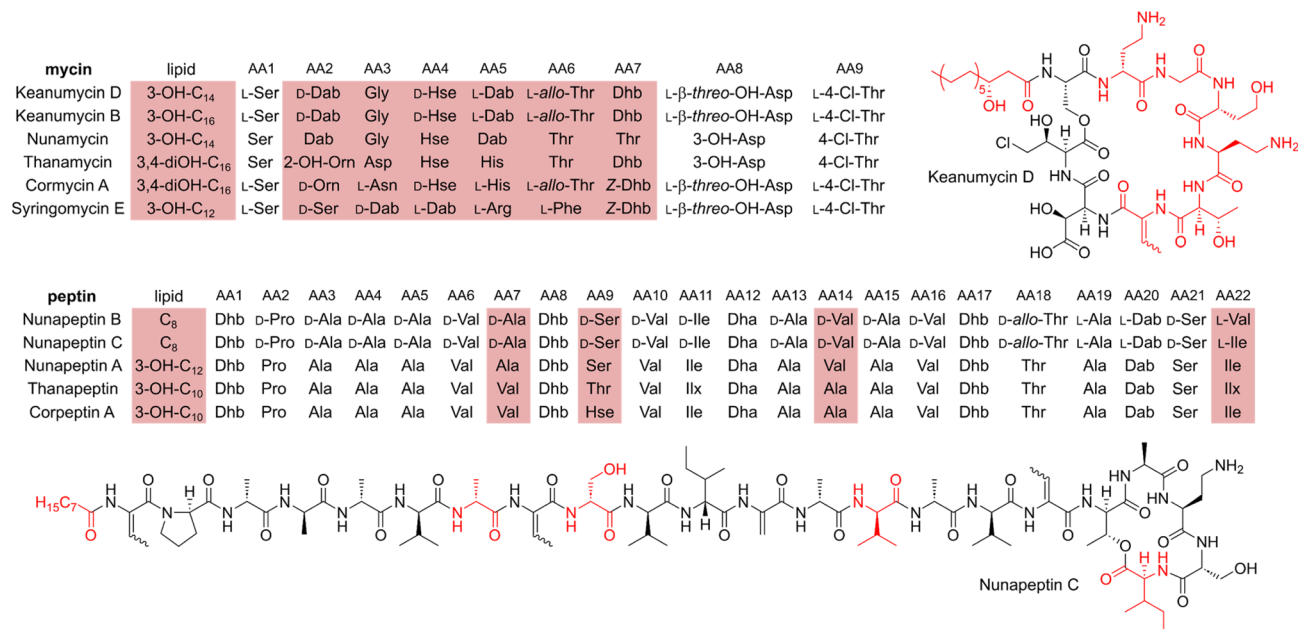 mycin lipid AA1 AA2 AA3 AA4 AA5 AA6 AA7 AA8 AA9
Keanumycin D 3-OH-C₁₄ L-Ser D-Dab Gly D-Hse L-Dab L-allo-Thr Dhb L-β-threo-OH-Asp L-4-Cl-Thr
Keanumycin B 3-OH-C₁₆ L-Ser D-Dab Gly D-Hse L-Dab L-allo-Thr Dhb L-β-threo-OH-Asp L-4-Cl-Thr
Nunamycin 3-OH-C₁₄ Ser Dab Gly Hse Dab Thr Thr 3-OH-Asp 4-Cl-Thr
Thanamycin 3,4-diOH-C₁₆ Ser 2-OH-Orn Asp Hse His Thr Dhb 3-OH-Asp 4-Cl-Thr
Cormycin A 3,4-diOH-C₁₆ L-Ser D-Orn L-Asn D-Hse L-His L-allo-Thr Z-Dhb L-β-threo-OH-Asp L-4-Cl-Thr
Syringomycin E 3-OH-C₁₂ L-Ser D-Ser D-Dab L-Dab L-Arg L-Phe Z-Dhb L-β-threo-OH-Asp L-4-Cl-Thr
NH₂
H N O H N O
5 OH O N H O NH OH
O O HN O
HO O NH NH₂
Cl HN O
Keanumycin D
O H N O H N
HO H N O O OH
HO O
peptin lipid AA1 AA2 AA3 AA4 AA5 AA6 AA7 AA8 AA9 AA10 AA11 AA12 AA13 AA14 AA15 AA16 AA17 AA18 AA19 AA20 AA21 AA22
Nunapeptin B C₈ Dhb D-Pro D-Ala D-Ala D-Ala D-Val D-Ala Dhb D-Ser D-Val D-Ile Dha D-Ala D-Val D-Ala D-Val Dhb D-allo-Thr L-Ala L-Dab D-Ser L-Val
Nunapeptin C C₈ Dhb D-Pro D-Ala D-Ala D-Ala D-Val D-Ala Dhb D-Ser D-Val D-Ile Dha D-Ala D-Val D-Ala D-Val Dhb D-allo-Thr L-Ala L-Dab D-Ser L-Ile
Nunapeptin A 3-OH-C₁₂ Dhb Pro Ala Ala Ala Val Ala Dhb Ser Val Ile Dha Ala Val Ala Val Dhb Thr Ala Dab Ser Ile
Thanapeptin 3-OH-C₁₀ Dhb Pro Ala Ala Ala Val Val Dhb Thr Val Ilx Dha Ala Ala Ala Val Dhb Thr Ala Dab Ser Ilx
Corpeptin A 3-OH-C₁₀ Dhb Pro Ala Ala Ala Val Val Dhb Hse Val Ile Dha Ala Ala Ala Val Dhb Thr Ala Dab Ser Ile
H₁₅C₇
OH
NH₂
OH
Nunapeptin C